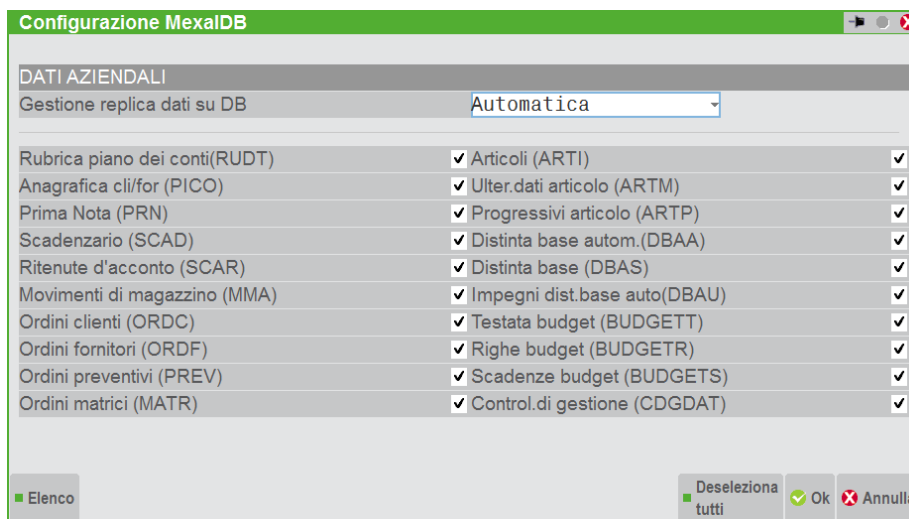 Configurazione MexalDB
DATI AZIENDALI
Gestione replica dati su DB Automatica
Rubrica piano dei conti(RUDT) Articoli (ARTI)
Anagrafica cli/for (PICO) Ulter.dati articolo (ARTM)
Prima Nota (PRN) Progressivi articolo (ARTP)
Scadenzario (SCAD) Distinta base autom.(DBAA)
Ritenute d'acconto (SCAR) Distinta base (DBAS)
Movimenti di magazzino (MMA) Impegni dist.base auto(DBAU)
Ordini clienti (ORDC) Testata budget (BUDGETT)
Ordini fornitori (ORDF) Righe budget (BUDGETR)
Ordini preventivi (PREV) Scadenze budget (BUDGETS)
Ordini matrici (MATR) Control.di gestione (CDGDAT)
Elenco Deseleziona tutti Ok Annulla